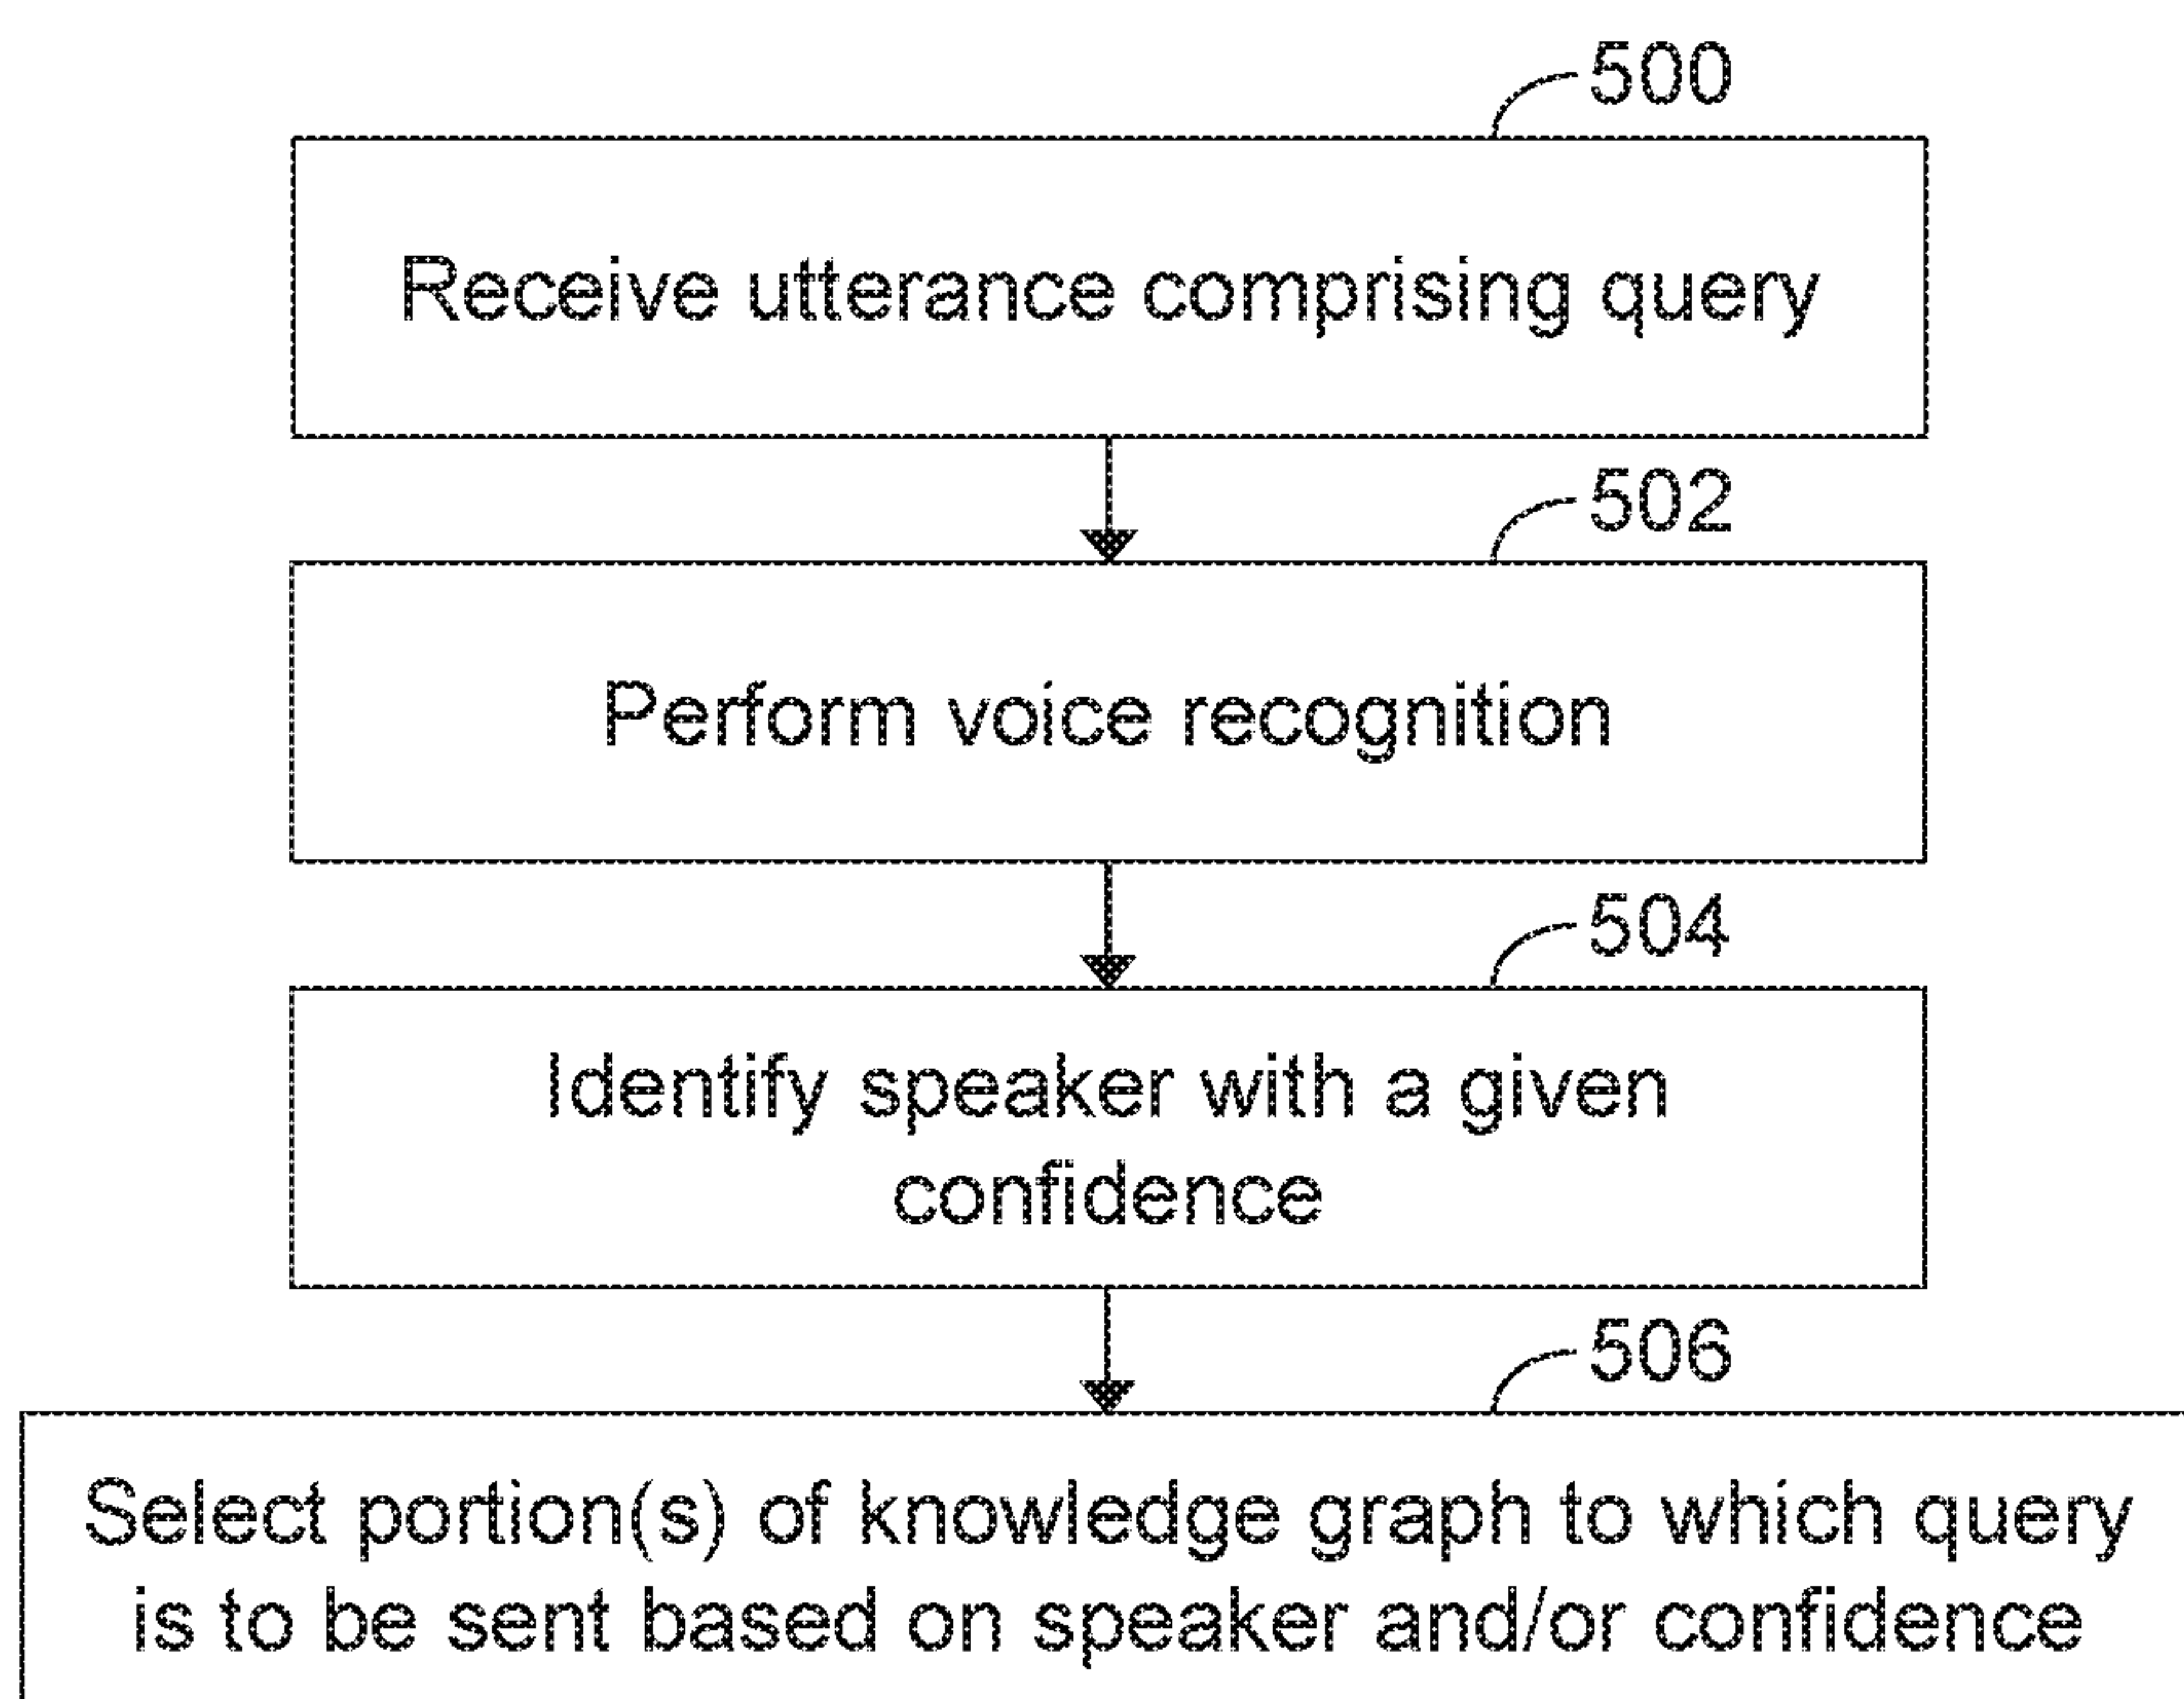 500
Receive utterance comprising query
502
Perform voice recognition
504
Identify speaker with a given
confidence
506
Select portion(s) of knowledge graph to which query
is to be sent based on speaker and/or confidence